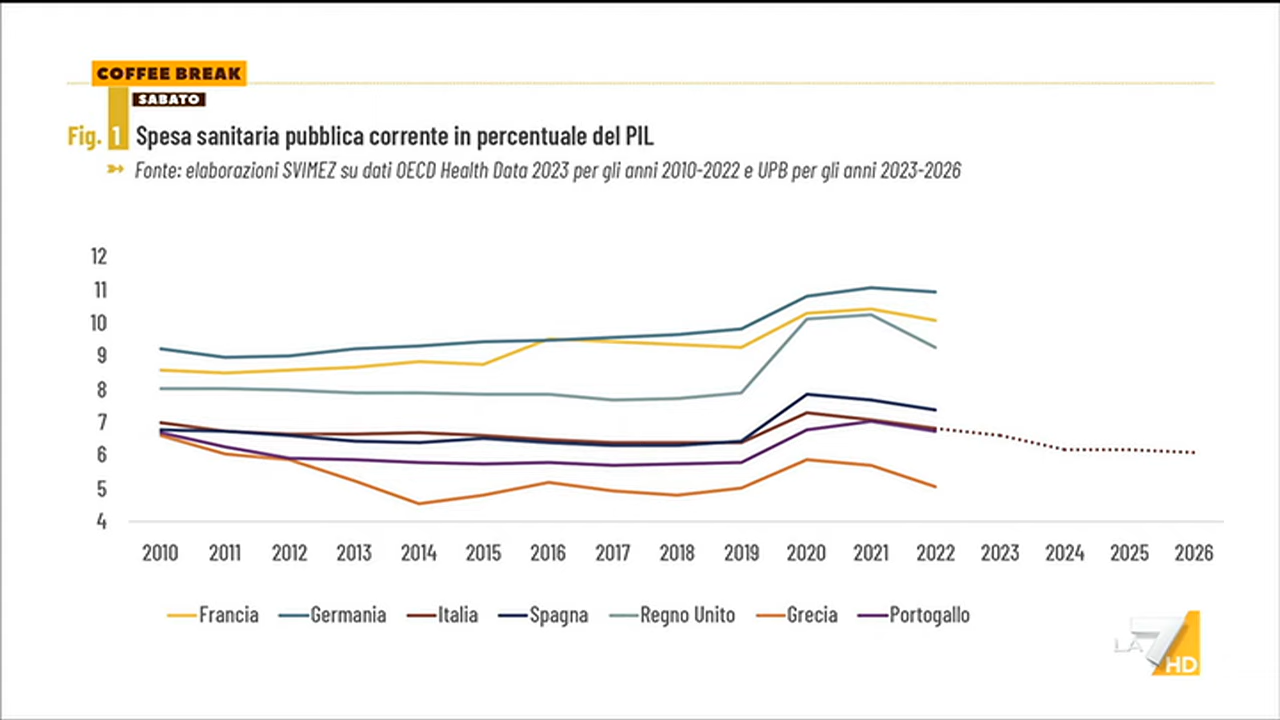 COFFEE BREAK
SABATO
Fig. 1 Spesa sanitaria pubblica corrente in percentuale del PIL
Fonte: elaborazioni SVIMEZ su dati OECD Health Data 2023 per gli anni 2010-2022 e UPB per gli anni 2023-2026
12
11
10
9
8
7
6
5
4
2010 2011 2012 2013 2014 2015 2016 2017 2018 2019 2020 2021 2022 2023 2024 2025 2026
Francia Germania Italia Spagna Regno Unito Grecia Portogallo
LA 7 HD